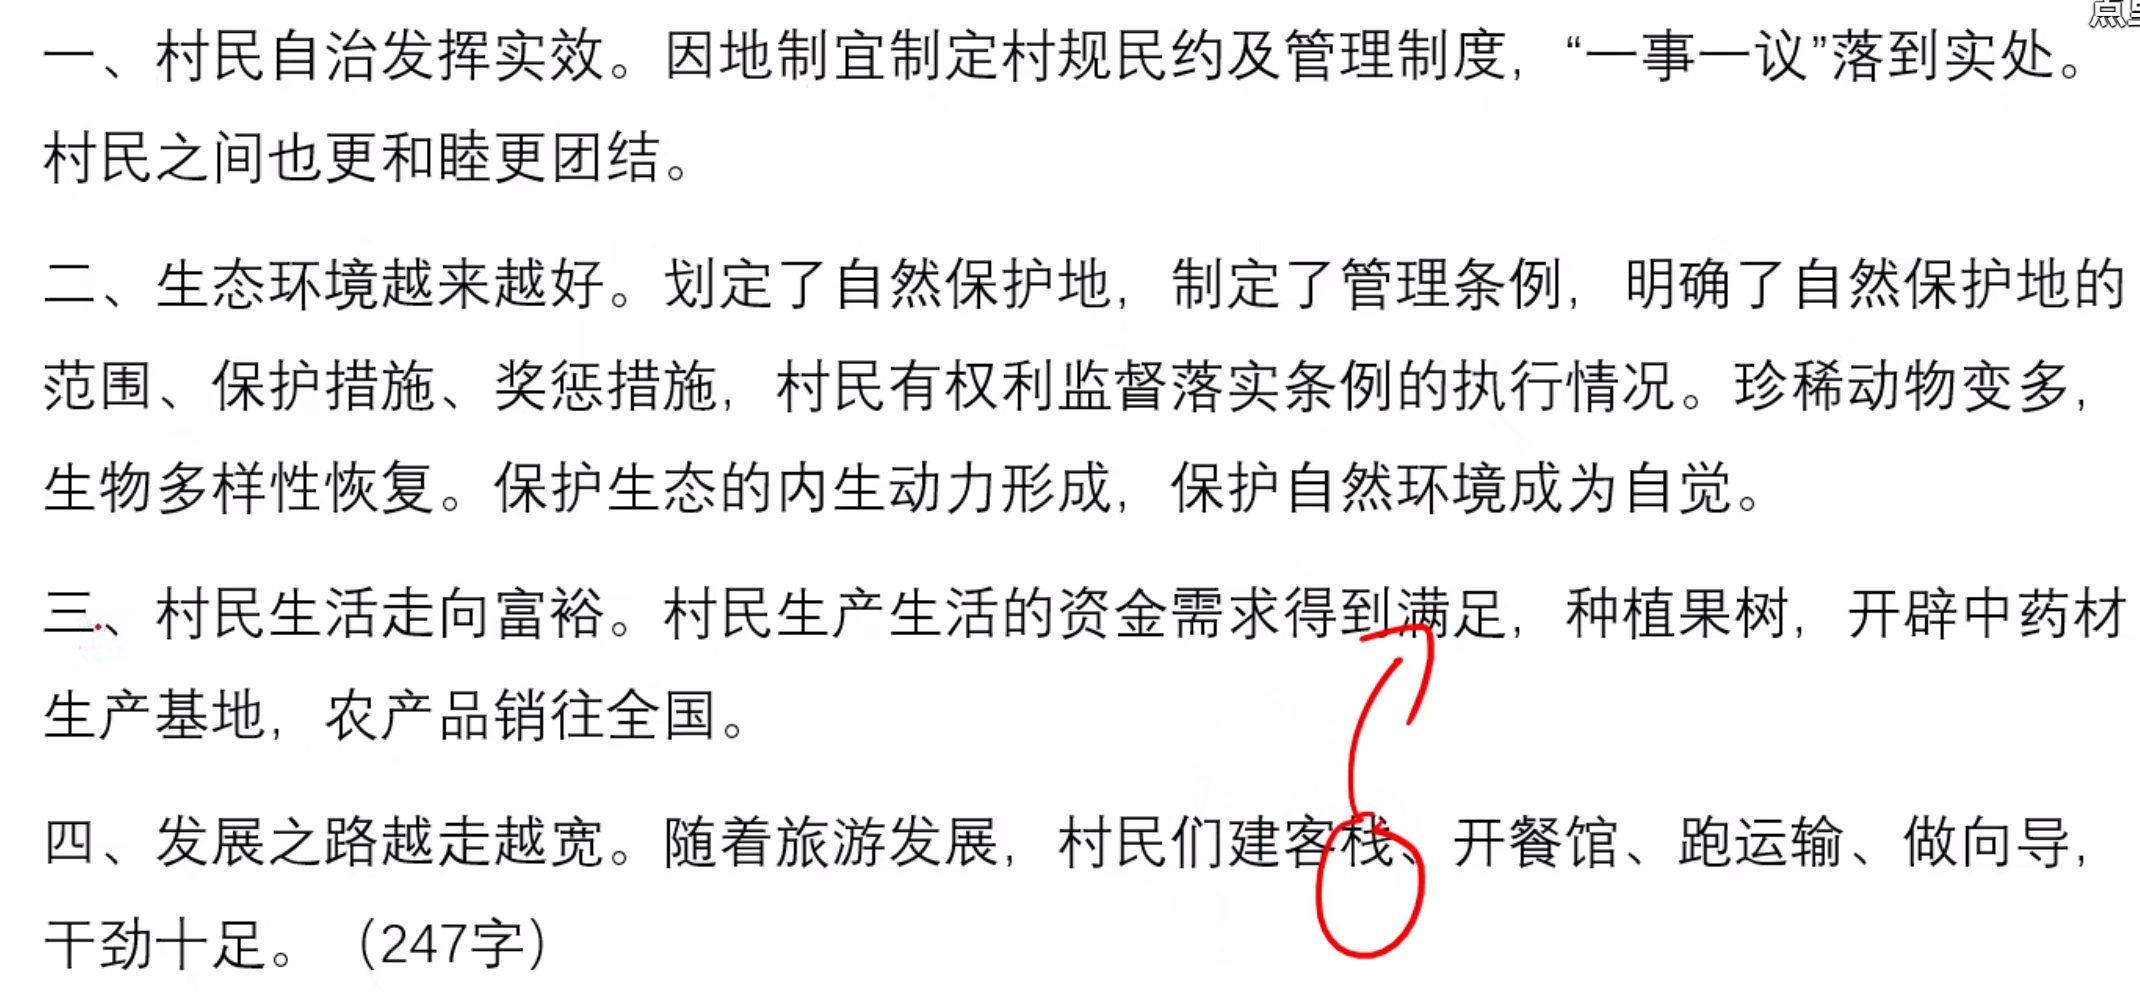 一、村民自治发挥实效。因地制宜制定村规民约及管理制度，“一事一议”落到实处。
村民之间也更和睦更团结。
二、生态环境越来越好。划定了自然保护地，制定了管理条例，明确了自然保护地的
范围、保护措施、奖惩措施，村民有权利监督落实条例的执行情况。珍稀动物变多，
生物多样性恢复。保护生态的内生动力形成，保护自然环境成为自觉。
三、村民生活走向富裕。村民生产生活的资金需求得到满足，种植果树，开辟中药材
生产基地，农产品销往全国。
四、发展之路越走越宽。随着旅游发展，村民们建客栈、开餐馆、跑运输、做向导，
干劲十足。（247字）